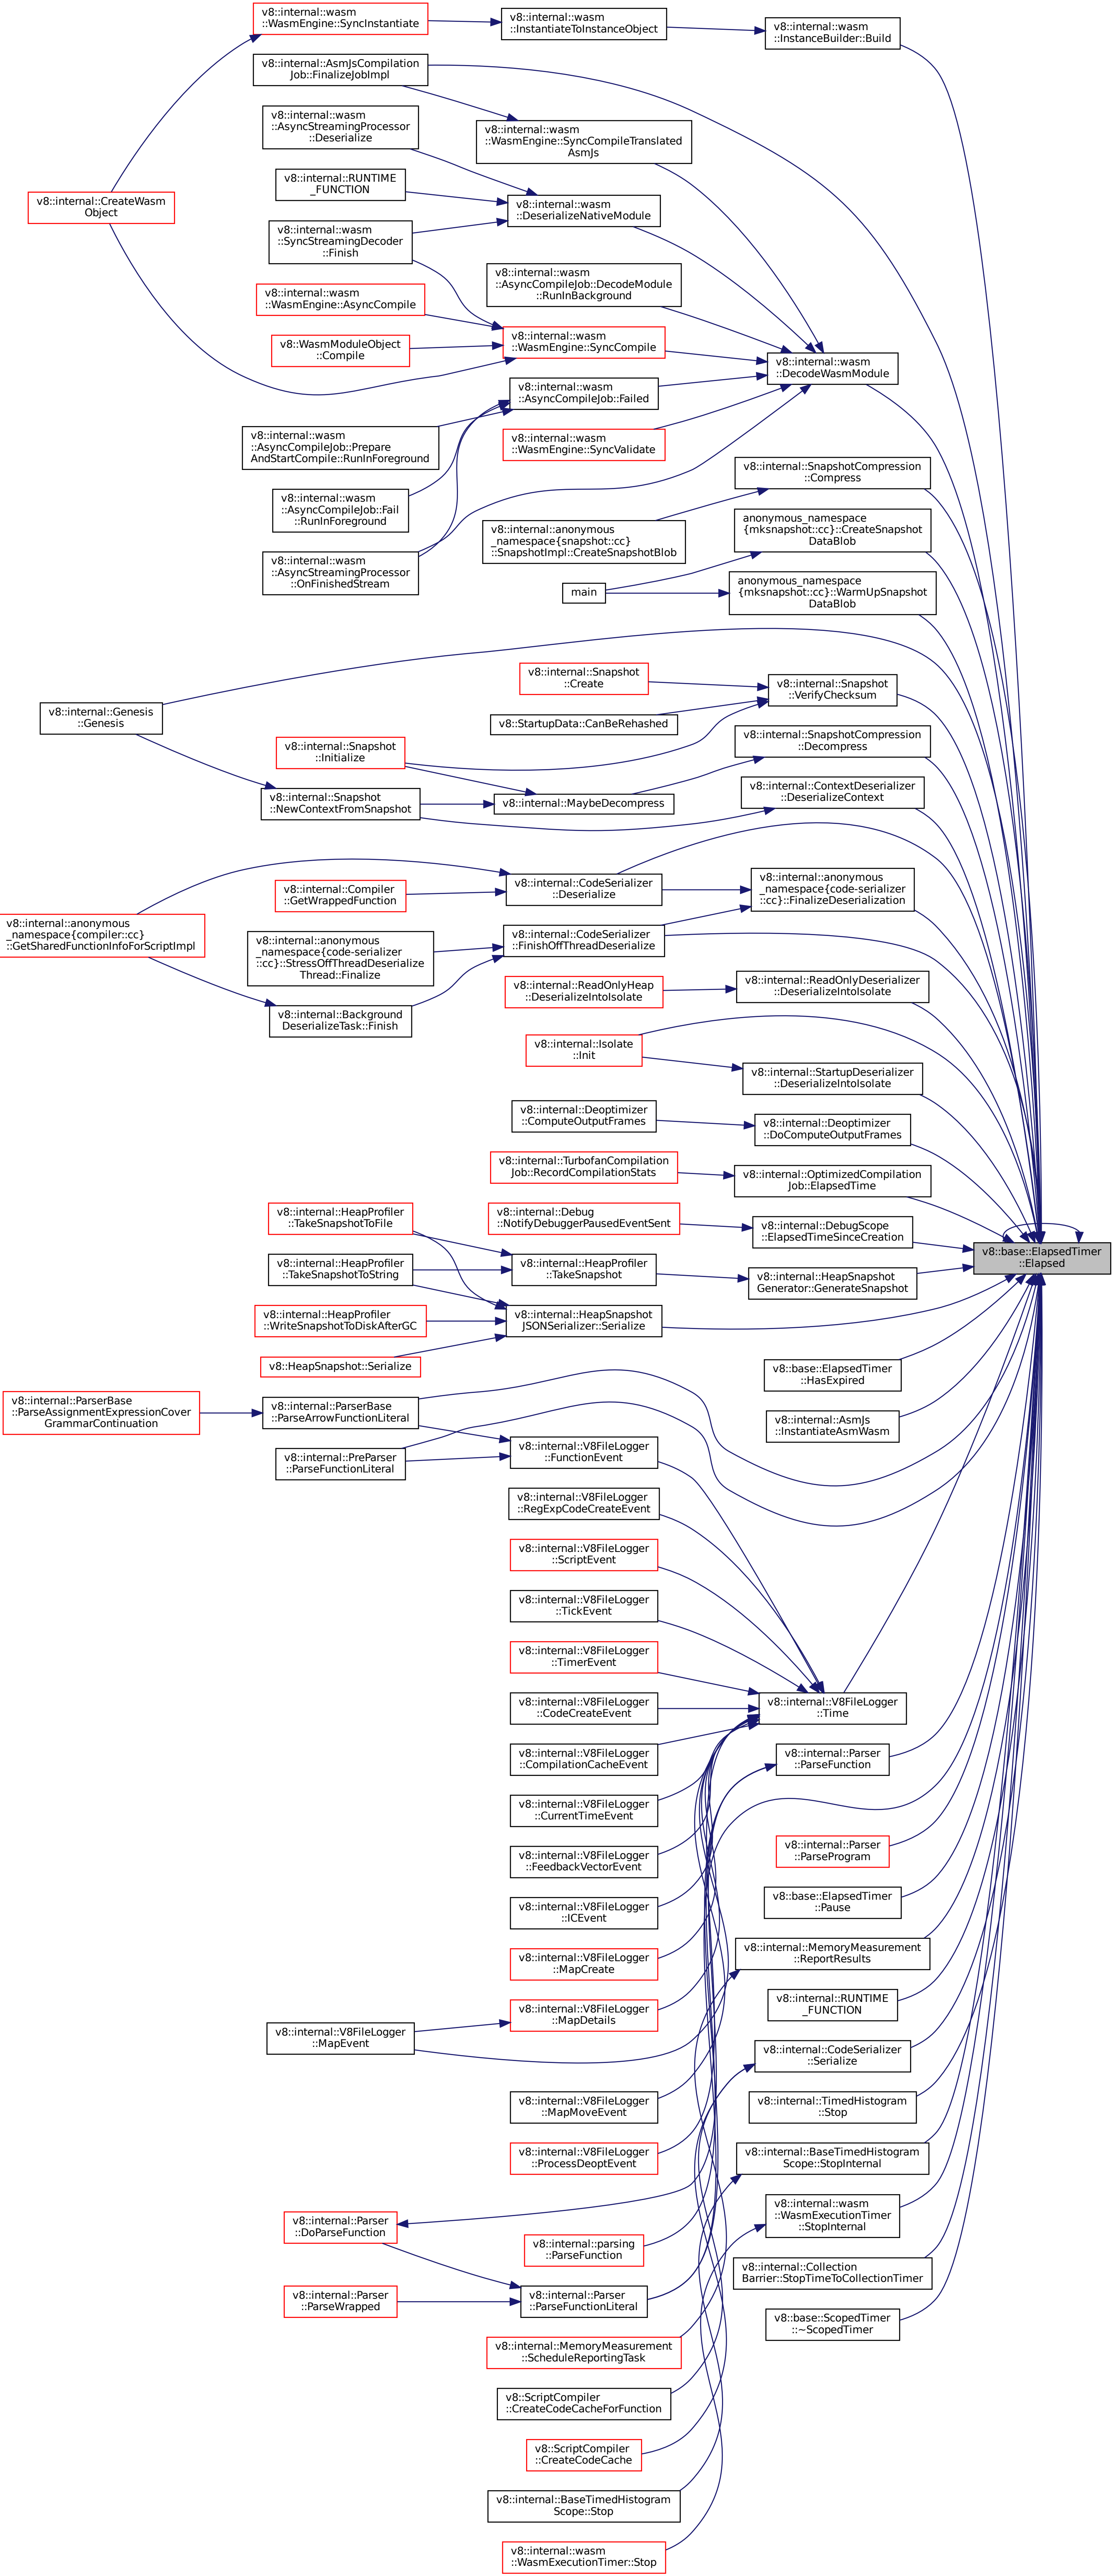 v8::internal::wasm
::WasmEngine::SyncInstantiate
v8::internal::wasm
::InstantiateToInstanceObject
v8::internal::wasm
::InstanceBuilder::Build
v8::internal::AsmJsCompilation
Job::FinalizeJobImpl
v8::internal::wasm
::AsyncStreamingProcessor
::Deserialize
v8::internal::wasm
::WasmEngine::SyncCompileTranslated
AsmJs
v8::internal::RUNTIME
_FUNCTION
v8::internal::CreateWasm
Object
v8::internal::wasm
::DeserializeNativeModule
v8::internal::wasm
::SyncStreamingDecoder
::Finish
v8::internal::wasm
::AsyncCompileJob::DecodeModule
::RunInBackground
v8::internal::wasm
::WasmEngine::AsyncCompile
v8::internal::wasm
::WasmEngine::SyncCompile
v8::WasmModuleObject
::Compile
v8::internal::wasm
::DecodeWasmModule
v8::internal::wasm
::AsyncCompileJob::Failed
v8::internal::wasm
::AsyncCompileJob::Prepare
AndStartCompile::RunInForeground
v8::internal::wasm
::WasmEngine::SyncValidate
v8::internal::SnapshotCompression
::Compress
v8::internal::wasm
::AsyncCompileJob::Fail
::RunInForeground
v8::internal::anonymous
_namespace{snapshot::cc}
::SnapshotImpl::CreateSnapshotBlob
anonymous_namespace
{mksnapshot::cc}::CreateSnapshot
DataBlob
v8::internal::wasm
::AsyncStreamingProcessor
::OnFinishedStream
main
anonymous_namespace
{mksnapshot::cc}::WarmUpSnapshot
DataBlob
v8::internal::Snapshot
::Create
v8::internal::Snapshot
::VerifyChecksum
v8::internal::Genesis
::Genesis
v8::StartupData::CanBeRehashed
v8::internal::Snapshot
::Initialize
v8::internal::SnapshotCompression
::Decompress
v8::internal::Snapshot
::NewContextFromSnapshot
v8::internal::MaybeDecompress
v8::internal::ContextDeserializer
::DeserializeContext
v8::internal::Compiler
::GetWrappedFunction
v8::internal::CodeSerializer
::Deserialize
v8::internal::anonymous
_namespace{code-serializer
::cc}::FinalizeDeserialization
v8::internal::anonymous
_namespace{compiler::cc}
::GetSharedFunctionInfoForScriptImpl
v8::internal::anonymous
_namespace{code-serializer
::cc}::StressOffThreadDeserialize
Thread::Finalize
v8::internal::CodeSerializer
::FinishOffThreadDeserialize
v8::internal::Background
DeserializeTask::Finish
v8::internal::ReadOnlyHeap
::DeserializeIntoIsolate
v8::internal::ReadOnlyDeserializer
::DeserializeIntoIsolate
v8::internal::Isolate
::Init
v8::internal::StartupDeserializer
::DeserializeIntoIsolate
v8::internal::Deoptimizer
::ComputeOutputFrames
v8::internal::Deoptimizer
::DoComputeOutputFrames
v8::internal::TurbofanCompilation
Job::RecordCompilationStats
v8::internal::OptimizedCompilation
Job::ElapsedTime
v8::internal::HeapProfiler
::TakeSnapshotToFile
v8::internal::Debug
::NotifyDebuggerPausedEventSent
v8::internal::DebugScope
::ElapsedTimeSinceCreation
v8::base::ElapsedTimer
::Elapsed
v8::internal::HeapProfiler
::TakeSnapshotToString
v8::internal::HeapProfiler
::TakeSnapshot
v8::internal::HeapSnapshot
Generator::GenerateSnapshot
v8::internal::HeapProfiler
::WriteSnapshotToDiskAfterGC
v8::internal::HeapSnapshot
JSONSerializer::Serialize
v8::HeapSnapshot::Serialize
v8::base::ElapsedTimer
::HasExpired
v8::internal::ParserBase
::ParseAssignmentExpressionCover
GrammarContinuation
v8::internal::ParserBase
::ParseArrowFunctionLiteral
v8::internal::AsmJs
::InstantiateAsmWasm
v8::internal::PreParser
::ParseFunctionLiteral
v8::internal::V8FileLogger
::FunctionEvent
v8::internal::V8FileLogger
::RegExpCodeCreateEvent
v8::internal::V8FileLogger
::ScriptEvent
v8::internal::V8FileLogger
::TickEvent
v8::internal::V8FileLogger
::TimerEvent
v8::internal::V8FileLogger
::CodeCreateEvent
v8::internal::V8FileLogger
::Time
v8::internal::V8FileLogger
::CompilationCacheEvent
v8::internal::Parser
::ParseFunction
v8::internal::V8FileLogger
::CurrentTimeEvent
v8::internal::V8FileLogger
::FeedbackVectorEvent
v8::internal::Parser
::ParseProgram
v8::internal::V8FileLogger
::ICEvent
v8::base::ElapsedTimer
::Pause
v8::internal::V8FileLogger
::MapCreate
v8::internal::MemoryMeasurement
::ReportResults
v8::internal::V8FileLogger
::MapDetails
v8::internal::RUNTIME
_FUNCTION
v8::internal::V8FileLogger
::MapEvent
v8::internal::CodeSerializer
::Serialize
v8::internal::V8FileLogger
::MapMoveEvent
v8::internal::TimedHistogram
::Stop
v8::internal::V8FileLogger
::ProcessDeoptEvent
v8::internal::BaseTimedHistogram
Scope::StopInternal
v8::internal::Parser
::DoParseFunction
v8::internal::wasm
::WasmExecutionTimer
::StopInternal
v8::internal::parsing
::ParseFunction
v8::internal::Collection
Barrier::StopTimeToCollectionTimer
v8::internal::Parser
::ParseWrapped
v8::internal::Parser
::ParseFunctionLiteral
v8::base::ScopedTimer
::~ScopedTimer
v8::internal::MemoryMeasurement
::ScheduleReportingTask
v8::ScriptCompiler
::CreateCodeCacheForFunction
v8::ScriptCompiler
::CreateCodeCache
v8::internal::BaseTimedHistogram
Scope::Stop
v8::internal::wasm
::WasmExecutionTimer::Stop